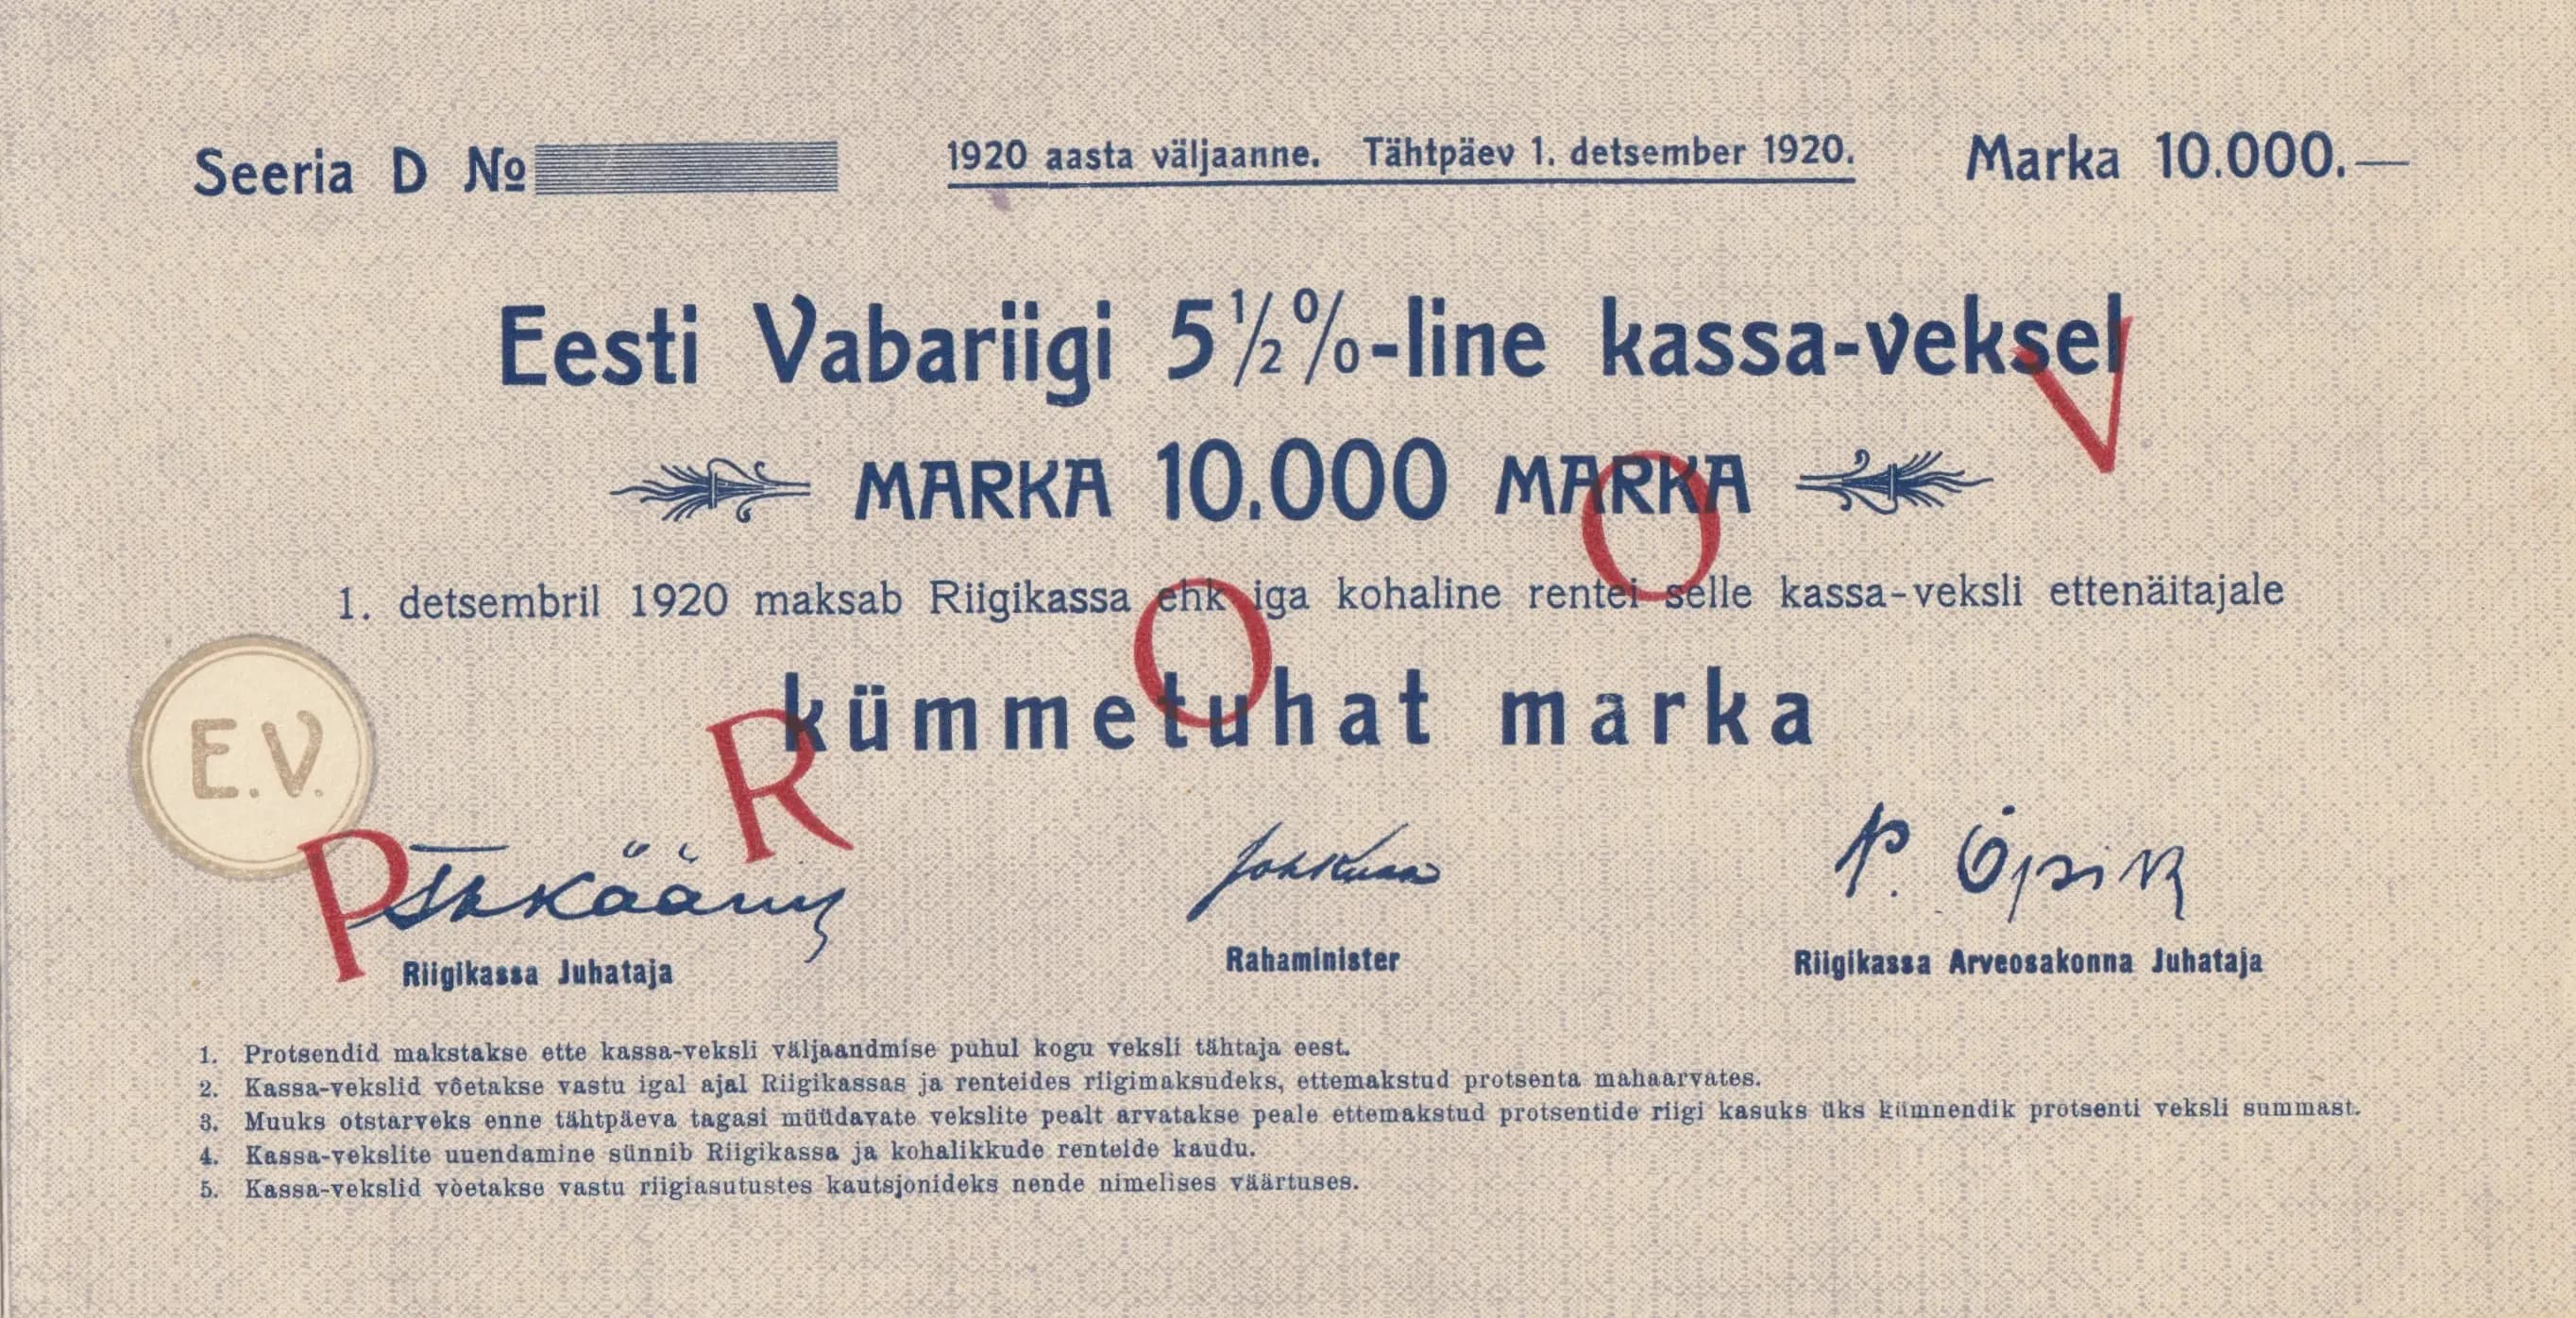 Seeria D № 1920 aasta väljaanne. Tähtpäev 1. detsember 1920. Marka 10.000.—
Eesti Vabariigi 5½%-line kassa-veksel
MARKA 10.000 MARKA
1. detsembril 1920 maksab Riigikassa ehk iga kohaline rentei selle kassa-veksli ettenäitajale
kümmetuhat marka
E.V.
PROOV
P. Öpik
Riigikassa Juhataja Rahaminister Riigikassa Arveosakonna Juhataja
1. Protsendid makstakse ette kassa-veksli väljaandmise puhul kogu veksli tähtaja eest.
2. Kassa-vekslid võetakse vastu igal ajal Riigikassas ja renteides riigimaksudeks, ettemakstud protsenta mahaarvates.
3. Muuks otstarveks enne tähtpäeva tagasi müüdavate vekslite pealt arvatakse peale ettemakstud protsentide riigi kasuks üks kümnendik protsenti veksli summast.
4. Kassa-vekslite uuendamine sünnib Riigikassa ja kohalikkude renteide kaudu.
5. Kassa-vekslid võetakse vastu riigiasutustes kautsjonideks nende nimelises väärtuses.